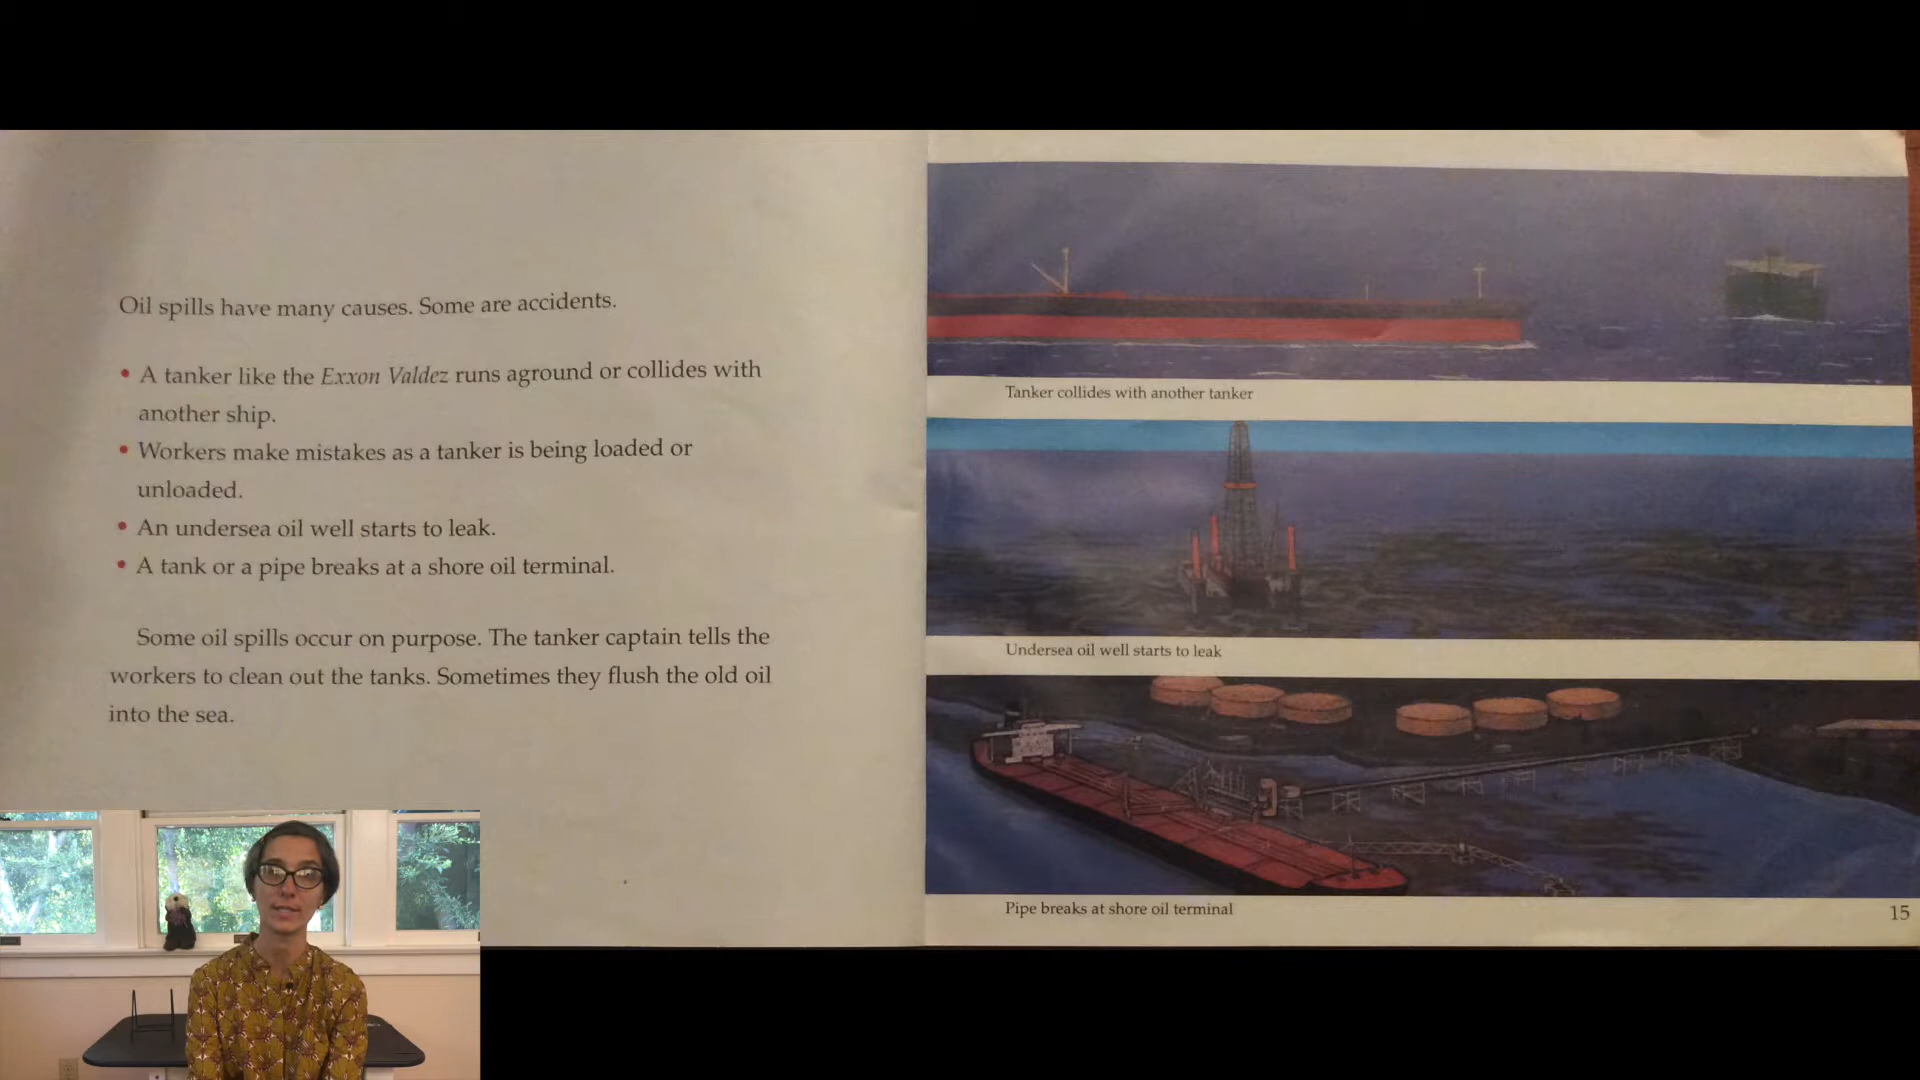 Oil spills have many causes. Some are accidents.
• A tanker like the Exxon Valdez runs aground or collides with
another ship.
• Workers make mistakes as a tanker is being loaded or
unloaded.
• An undersea oil well starts to leak.
• A tank or a pipe breaks at a shore oil terminal.
Some oil spills occur on purpose. The tanker captain tells the
workers to clean out the tanks. Sometimes they flush the old oil
into the sea.
Tanker collides with another tanker
Undersea oil well starts to leak
Pipe breaks at shore oil terminal
15